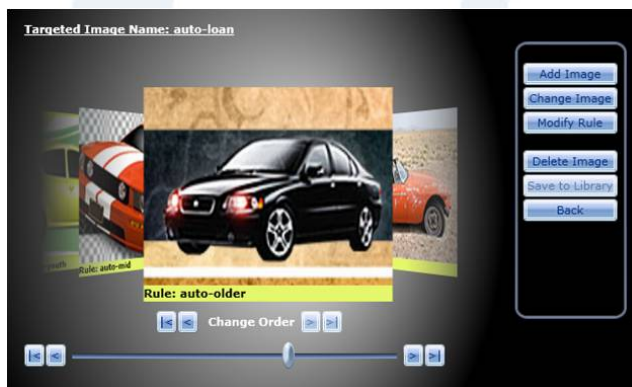 Targeted Image Name: auto-loan
Add Image
Change Image
Modify Rule
Delete Image
Save to Library
Back
Rule: auto-mid
Rule: auto-older
|< < Change Order > >|
|< < > >|